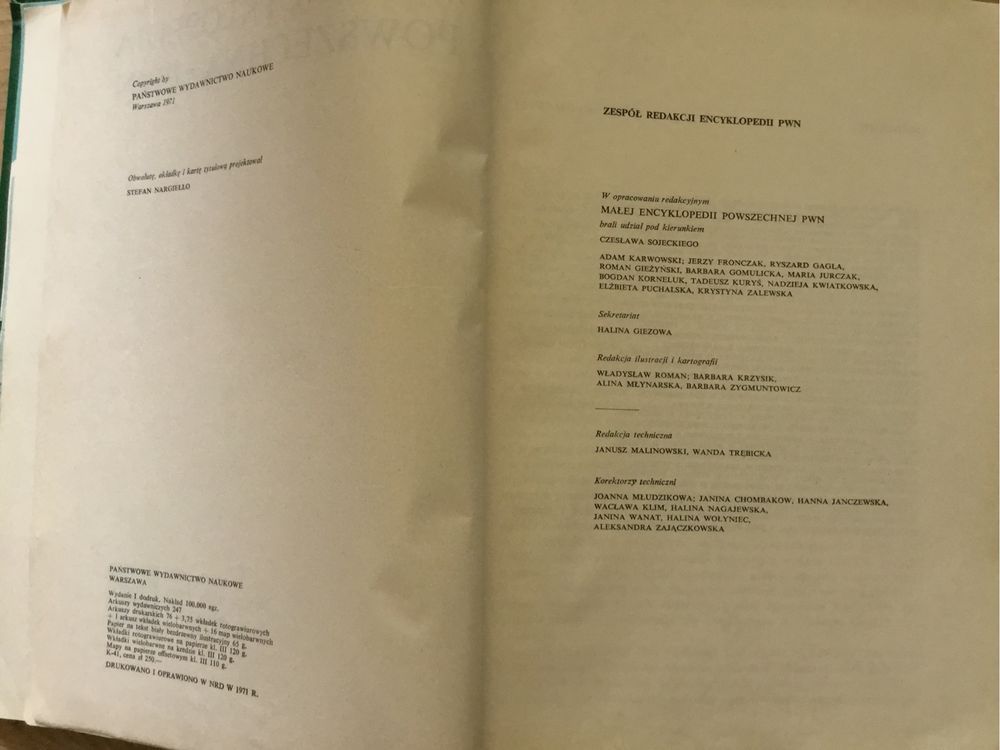 Copyright by
PAŃSTWOWE WYDAWNICTWO NAUKOWE
Warszawa 1971
Obwolutę, okładkę i kartę tytułową projektował
STEFAN NARGIEŁŁO
PAŃSTWOWE WYDAWNICTWO NAUKOWE
WARSZAWA
Wydanie I dodruk. Nakład 100.000 egz.
Arkuszy wydawniczych 247
Arkuszy drukarskich 76 + 3,75 wkładek rotograwiurowych
+ 1 arkusz wkładek wielobarwnych + 16 map wielobarwnych
Papier na tekst biały bezdrzewny ilustracyjny 65 g.
Wkładki rotograwiurowe na papierze kl. III 120 g.
Wkładki wielobarwne na kredzie kl. III 120 g.
Mapy na papierze offsetowym kl. III 110 g.
K-41, cena zł 250,—
DRUKOWANO I OPRAWIONO W NRD W 1971 R.
ZESPÓŁ REDAKCJI ENCYKLOPEDII PWN
W opracowaniu redakcyjnym
MAŁEJ ENCYKLOPEDII POWSZECHNEJ PWN
brali udział pod kierunkiem
CZESŁAWA SOJECKIEGO
ADAM KARWOWSKI; JERZY FRONCZAK, RYSZARD GAGLA,
ROMAN GIEŻYŃSKI, BARBARA GOMULICKA, MARIA JURCZAK,
BOGDAN KORNELUK, TADEUSZ KURYŚ, NADZIEJA KWIATKOWSKA,
ELŻBIETA PUCHALSKA, KRYSTYNA ZALEWSKA
Sekretariat
HALINA GIEZOWA
Redakcja ilustracji i kartografii
WŁADYSŁAW ROMAN; BARBARA KRZYSIK,
ALINA MŁYNARSKA, BARBARA ZYGMUNTOWICZ
Redakcja techniczna
JANUSZ MALINOWSKI, WANDA TRĘBICKA
Korektorzy techniczni
JOANNA MŁUDZIKOWA; JANINA CHOMRAKOW, HANNA JANCZEWSKA,
WACŁAWA KLIM, HALINA NAGAJEWSKA,
JANINA WANAT, HALINA WOŁYNIEC,
ALEKSANDRA ZAJĄCZKOWSKA